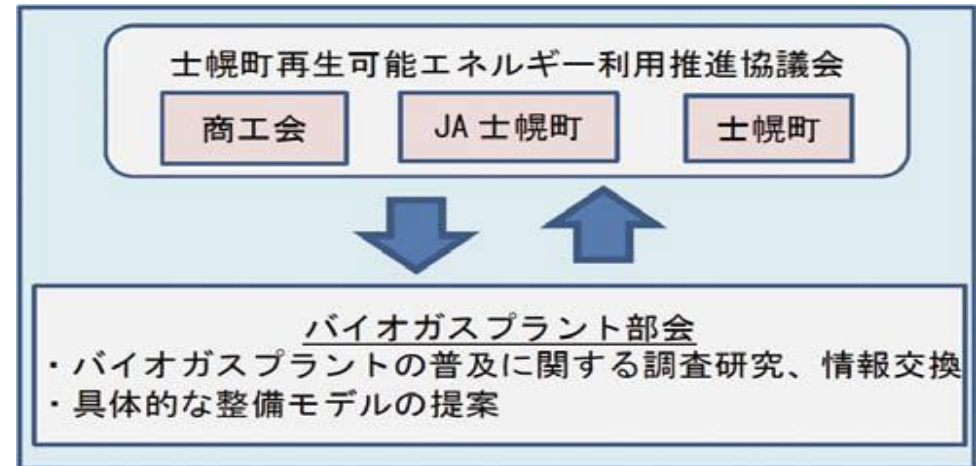 士幌町再生可能エネルギー利用推進協議会
商工会 JA 士幌町 士幌町
バイオガスプラント部会
・バイオガスプラントの普及に関する調査研究、情報交換
・具体的な整備モデルの提案